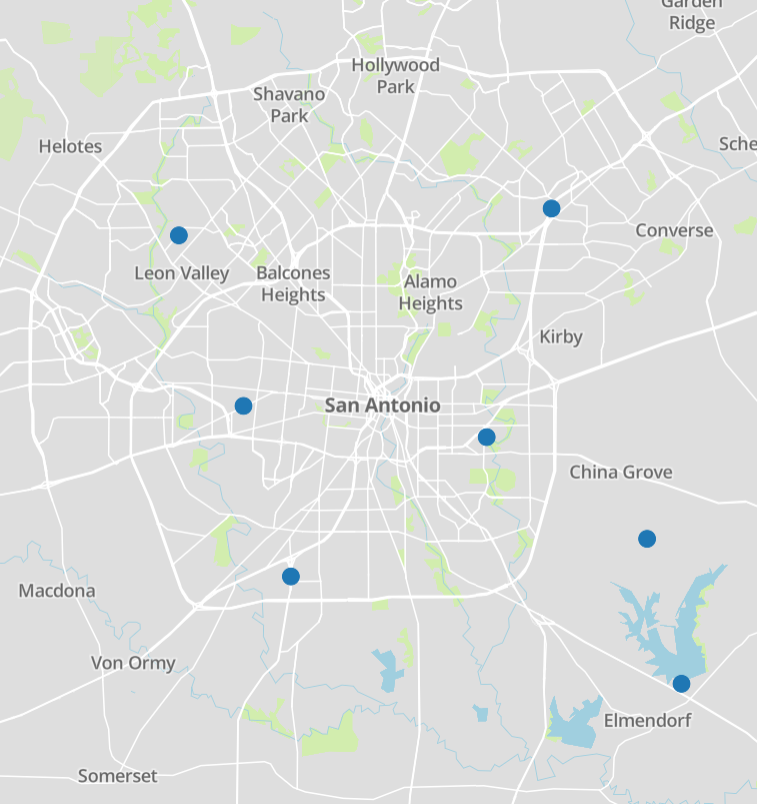 Garden
Ridge
Hollywood
Park
Shavano
Park
Helotes
Sche
Converse
Leon Valley
Balcones
Heights
Alamo
Heights
Kirby
San Antonio
China Grove
Macdona
Von Ormy
Elmendorf
Somerset